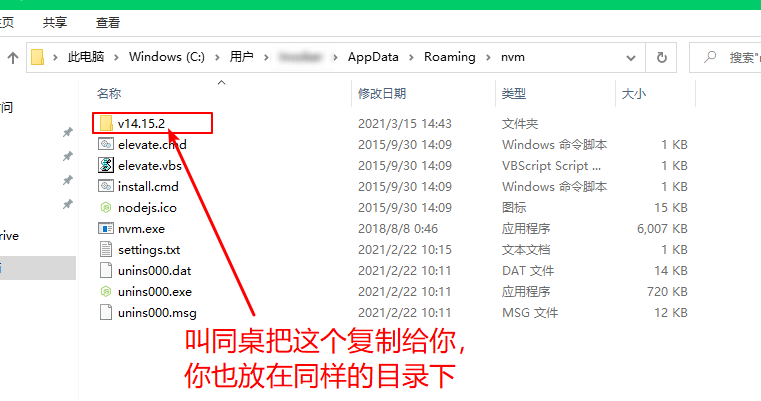 页 共享 查看
此电脑 Windows (C:) 用户 AppData Roaming nvm 搜索"n
名称 修改日期 类型 大小
问
v14.15.2 2021/3/15 14:43 文件夹
elevate.cmd 2015/9/30 14:09 Windows 命令脚本 1 KB
elevate.vbs 2015/9/30 14:09 VBScript Script ... 1 KB
install.cmd 2015/9/30 14:09 Windows 命令脚本 1 KB
nodejs.ico 2015/9/30 14:09 图标 15 KB
nvm.exe 2018/8/8 0:46 应用程序 6,007 KB
rive
settings.txt 2021/2/22 10:15 文本文档 1 KB
unins000.dat 2021/2/22 10:11 DAT 文件 14 KB
unins000.exe 2021/2/22 10:11 应用程序 720 KB
unins000.msg 2021/2/22 10:11 MSG 文件 12 KB
叫同桌把这个复制给你，
你也放在同样的目录下